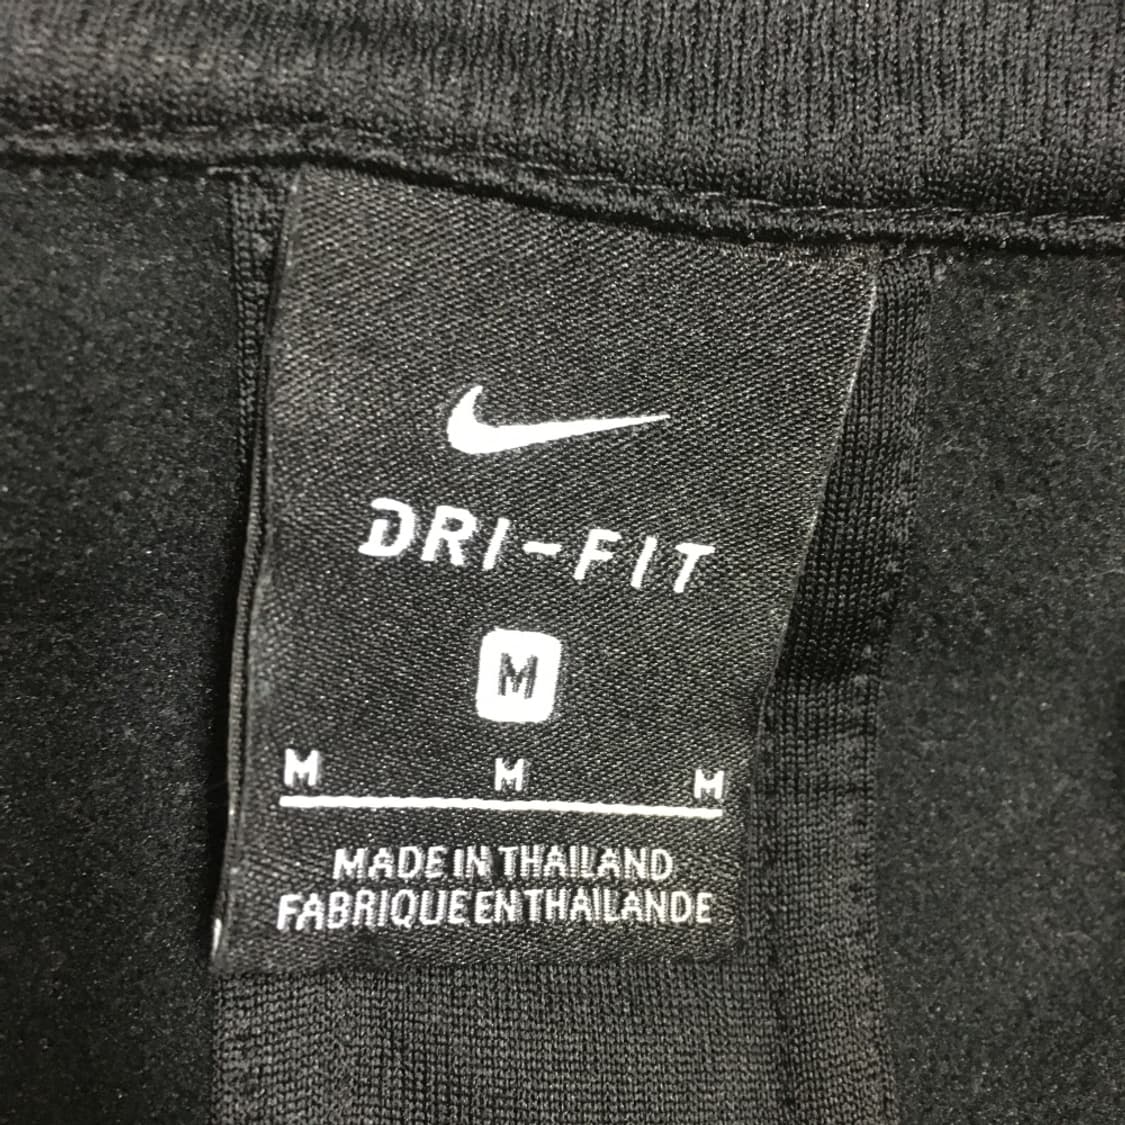 DRI-FIT
M
M M M
MADE IN THAILAND
FABRIQUE EN THAILANDE